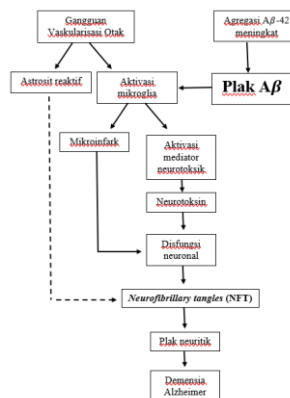 Gangguan
Vaskularisasi Otak
Agregasi Aβ-42
meningkat
Astrosit reaktif
Aktivasi
mikroglia
Plak Aβ
Mikroinfark
Aktivasi
mediator
neurotoksik
Neurotoksin
Disfungsi
neuronal
Neurofibrillary tangles (NFT)
Plak neuritik
Demensia
Alzheimer